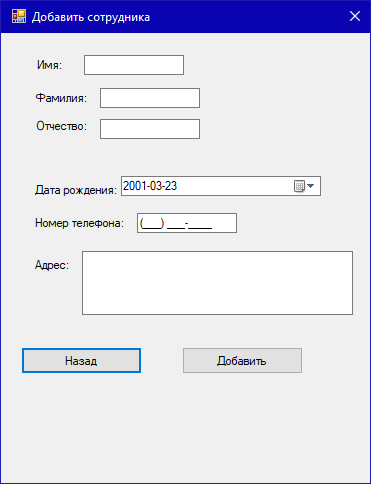 Добавить сотрудника
Имя:
Фамилия:
Отчество:
Дата рождения: 2001-03-23
Номер телефона: (___) ___-____
Адрес:
Назад Добавить